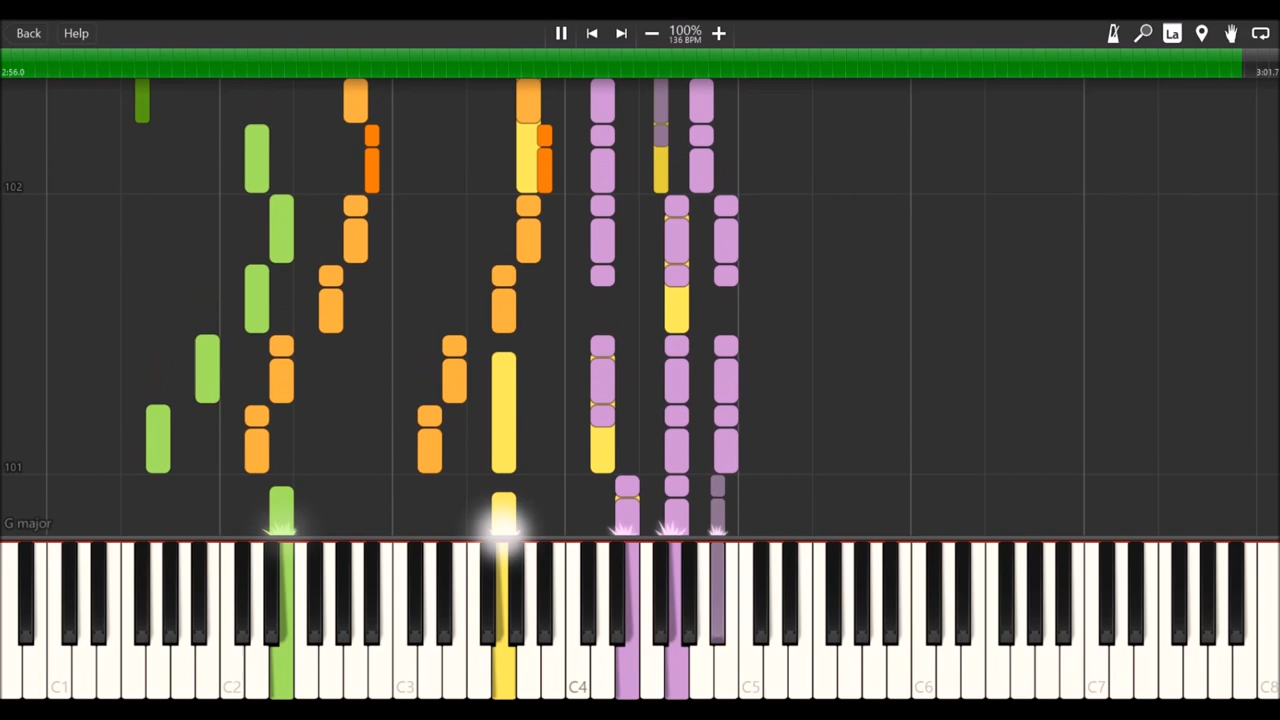 Back Help 100% La
136 BPM
2:56.0 3:01.7
102
101
G major
C1 C2 C3 C4 C5 C6 C7 C8